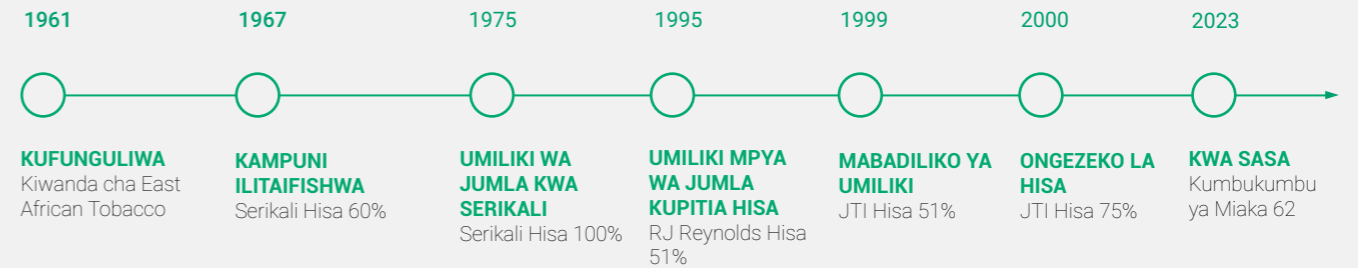 1961
KUFUNGULIWA
Kiwanda cha East
African Tobacco
1967
KAMPUNI
ILITAIFISHWA
Serikali Hisa 60%
1975
UMILIKI WA
JUMLA KWA
SERIKALI
Serikali Hisa 100%
1995
UMILIKI MPYA
WA JUMLA
KUPITIA HISA
RJ Reynolds Hisa
51%
1999
MABADILIKO YA
UMILIKI
JTI Hisa 51%
2000
ONGEZEKO LA
HISA
JTI Hisa 75%
2023
KWA SASA
Kumbukumbu
ya Miaka 62